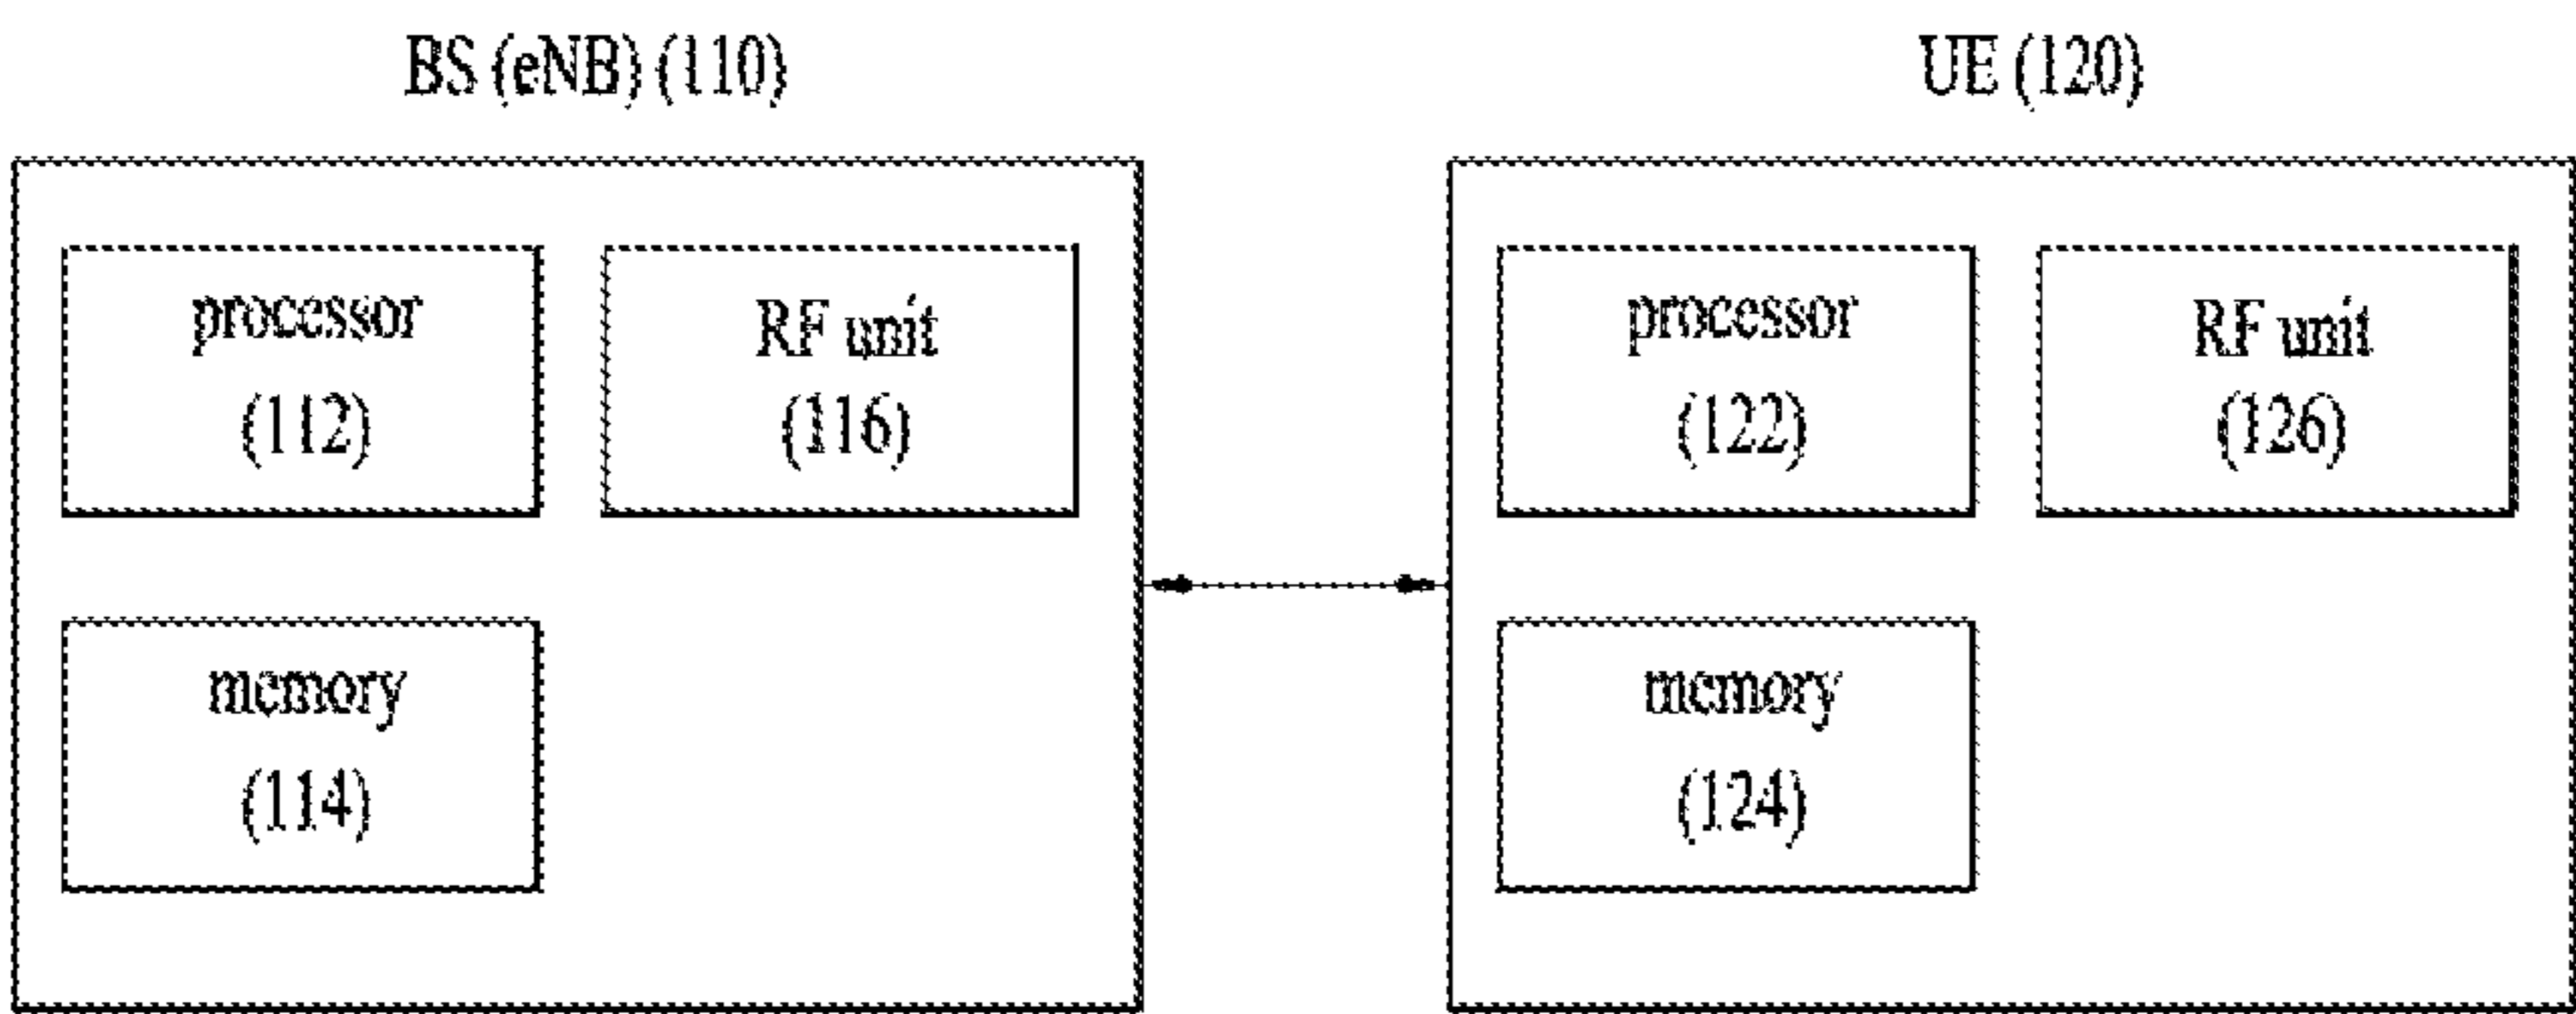 BS (eNB) (110)
processor
(112)
RF unit
(116)
memory
(114)
UE (120)
processor
(122)
RF unit
(126)
memory
(124)